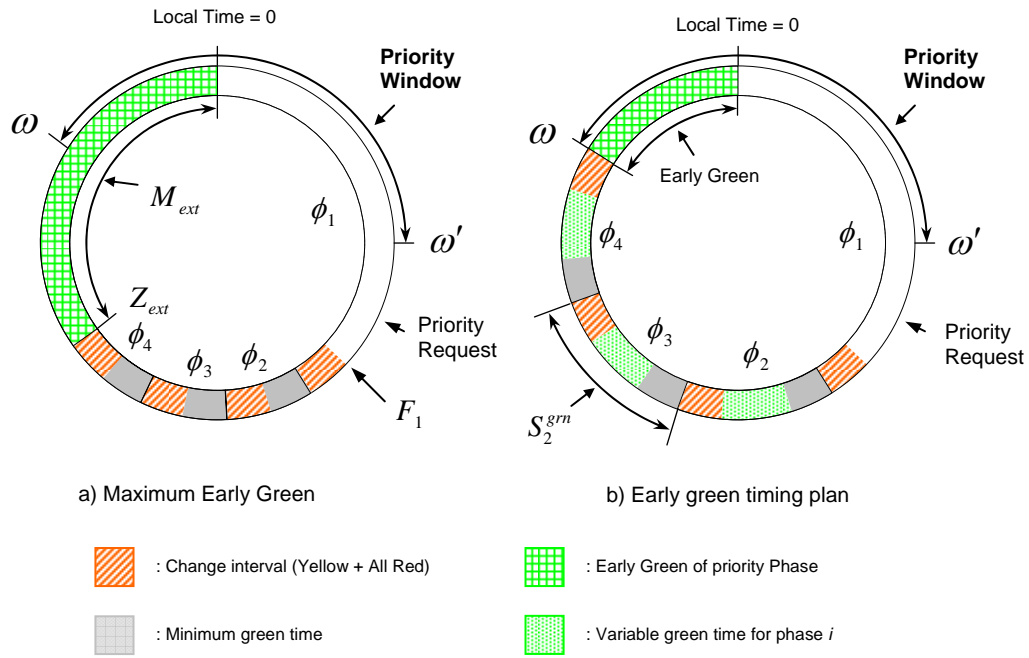 Local Time = 0
Priority
Window
ω
M ext
ϕ1
ω'
Z ext
ϕ4
ϕ3
ϕ2
Priority
Request
F1
a) Maximum Early Green
Local Time = 0
Priority
Window
ω
Early Green
ϕ4
ϕ1
ω'
ϕ3
ϕ2
Priority
Request
S2 grn
b) Early green timing plan
: Change interval (Yellow + All Red)
: Early Green of priority Phase
: Minimum green time
: Variable green time for phase i